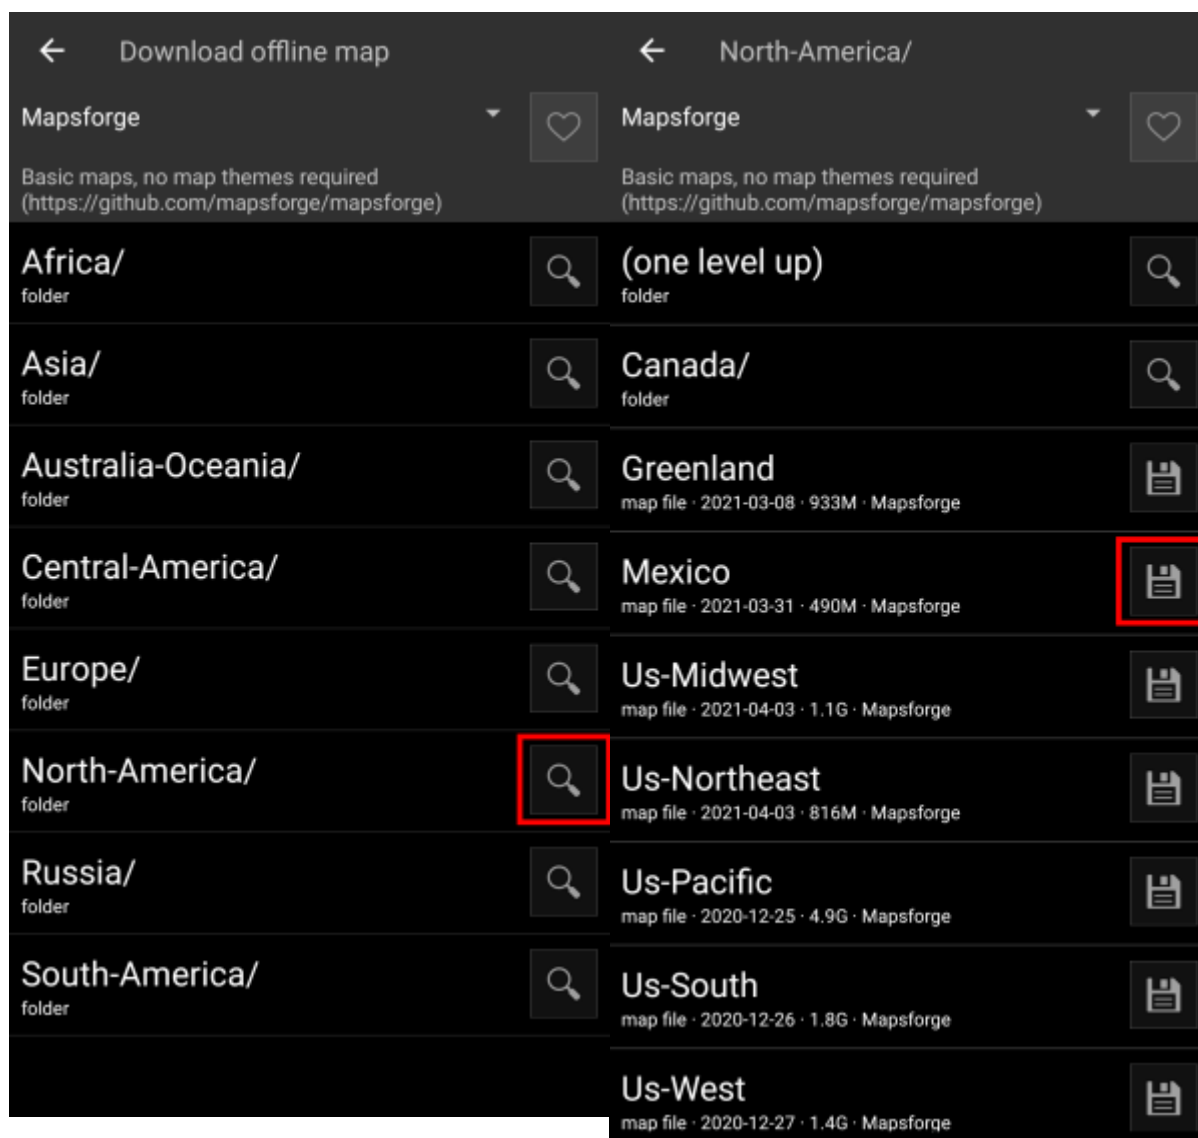 Download offline map
Mapsforge
Basic maps, no map themes required
(https://github.com/mapsforge/mapsforge)
Africa/
folder
Asia/
folder
Australia-Oceania/
folder
Central-America/
folder
Europe/
folder
North-America/
folder
Russia/
folder
South-America/
folder
North-America/
Mapsforge
Basic maps, no map themes required
(https://github.com/mapsforge/mapsforge)
(one level up)
folder
Canada/
folder
Greenland
map file · 2021-03-08 · 933M · Mapsforge
Mexico
map file · 2021-03-31 · 490M · Mapsforge
Us-Midwest
map file · 2021-04-03 · 1.1G · Mapsforge
Us-Northeast
map file · 2021-04-03 · 816M · Mapsforge
Us-Pacific
map file · 2020-12-25 · 4.9G · Mapsforge
Us-South
map file · 2020-12-26 · 1.8G · Mapsforge
Us-West
map file · 2020-12-27 · 1.4G · Mapsforge